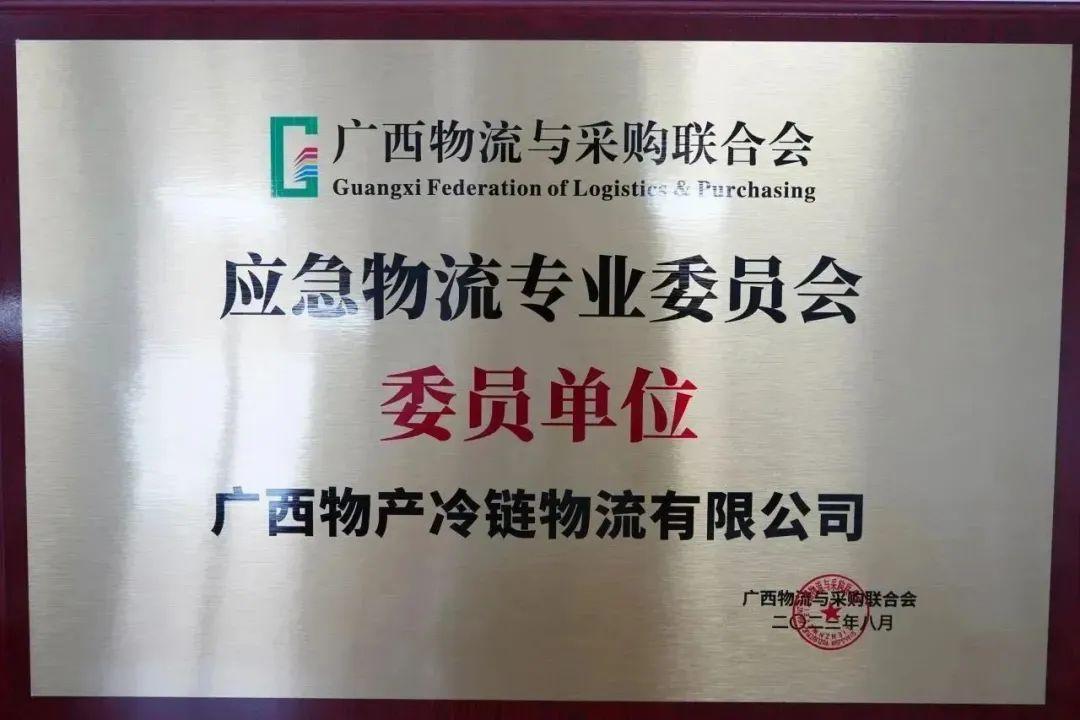 广西物流与采购联合会
Guangxi Federation of Logistics & Purchasing
应急物流专业委员会
委员单位
广西物产冷链物流有限公司
广西物流与采购联合会
二〇二三年八月